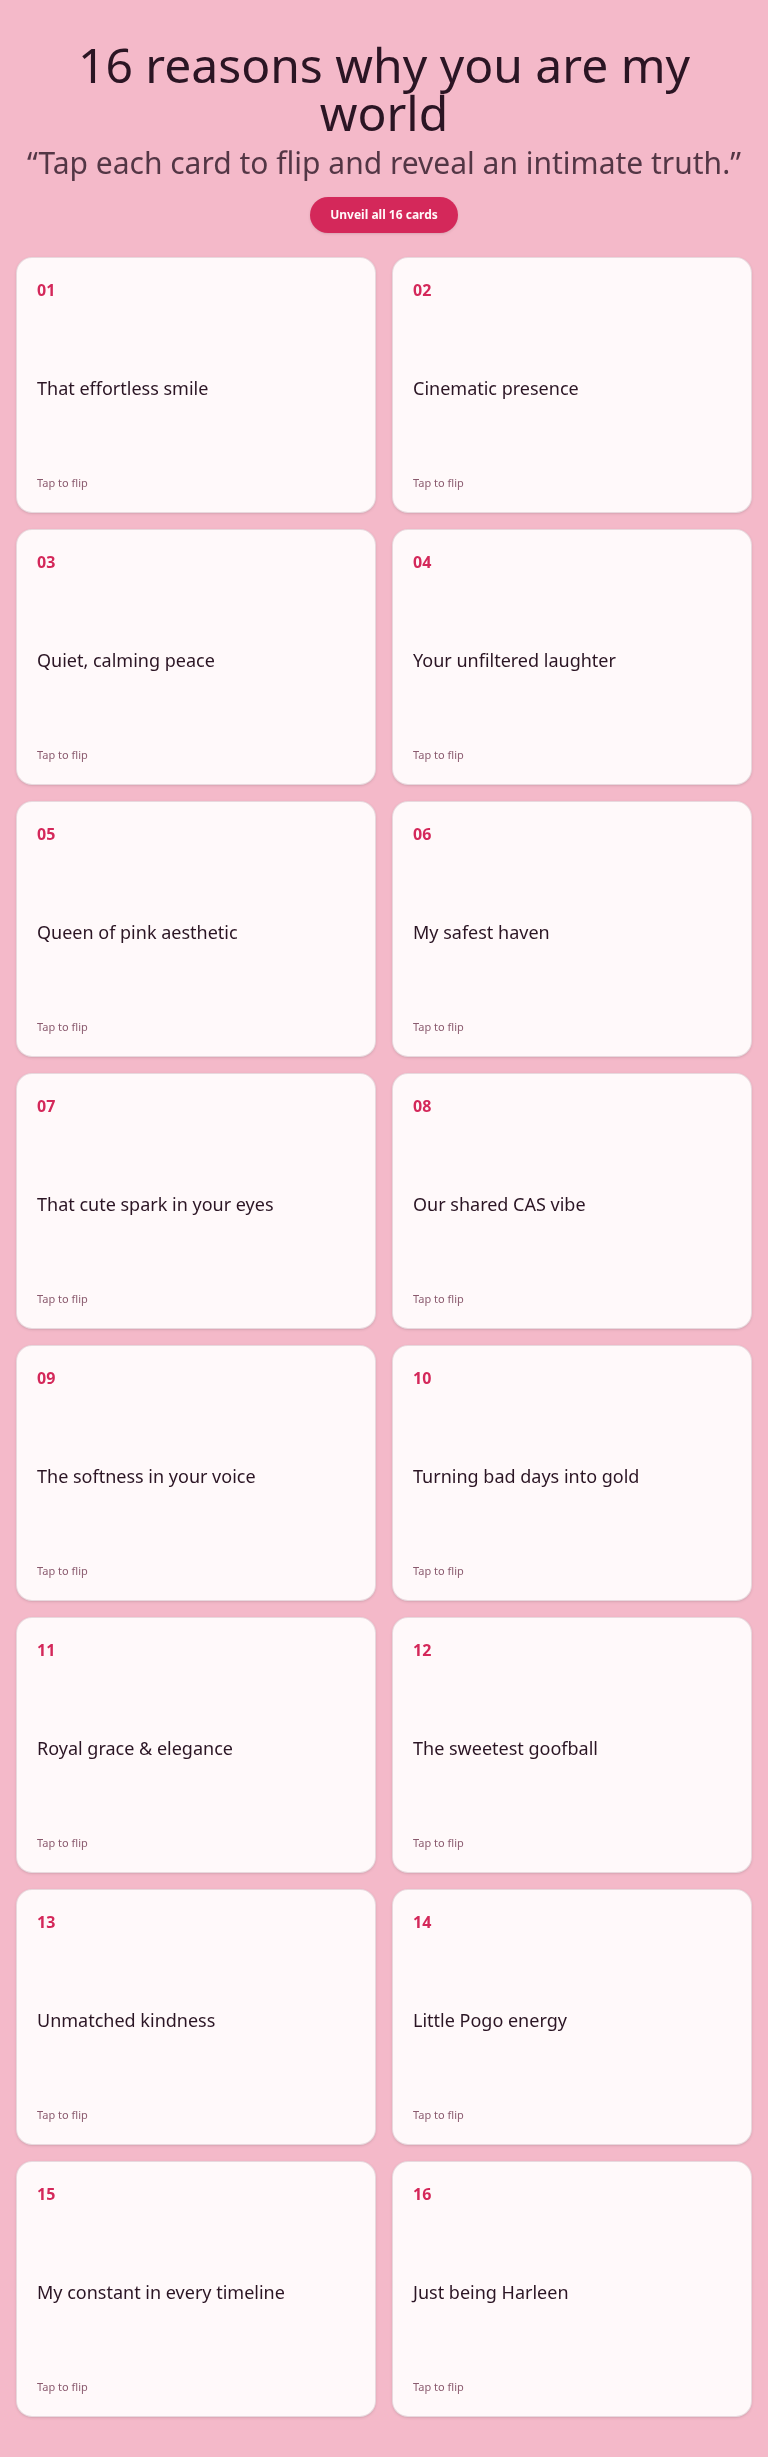 16 reasons why you are my
world
“Tap each card to flip and reveal an intimate truth.”
Unveil all 16 cards
01
That effortless smile
Tap to flip
02
Cinematic presence
Tap to flip
03
Quiet, calming peace
Tap to flip
04
Your unfiltered laughter
Tap to flip
05
Queen of pink aesthetic
Tap to flip
06
My safest haven
Tap to flip
07
That cute spark in your eyes
Tap to flip
08
Our shared CAS vibe
Tap to flip
09
The softness in your voice
Tap to flip
10
Turning bad days into gold
Tap to flip
11
Royal grace & elegance
Tap to flip
12
The sweetest goofball
Tap to flip
13
Unmatched kindness
Tap to flip
14
Little Pogo energy
Tap to flip
15
My constant in every timeline
Tap to flip
16
Just being Harleen
Tap to flip